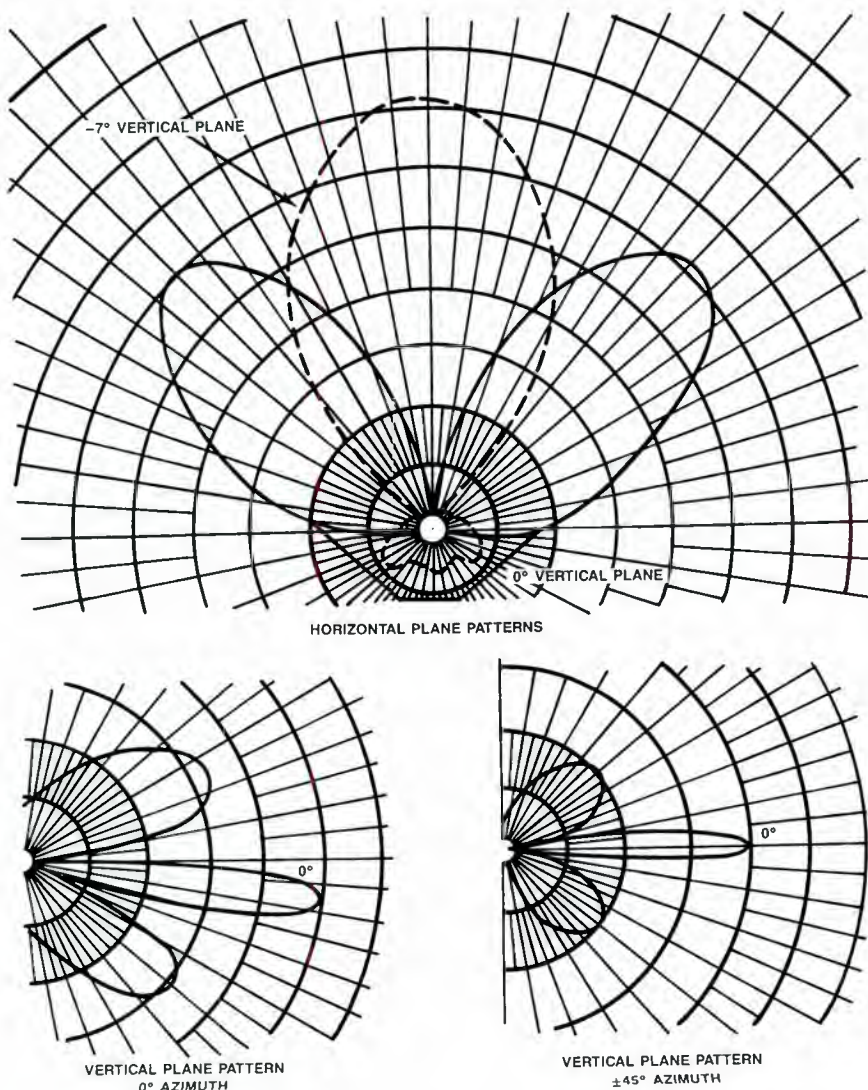 −7° VERTICAL PLANE
0° VERTICAL PLANE
HORIZONTAL PLANE PATTERNS
0°
VERTICAL PLANE PATTERN
0° AZIMUTH
0°
VERTICAL PLANE PATTERN
±45° AZIMUTH